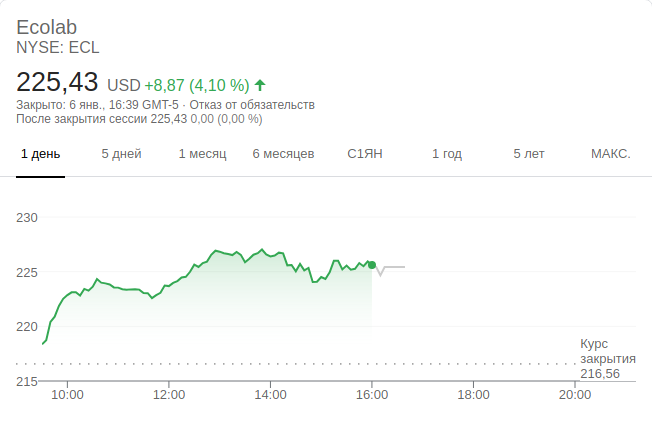 Ecolab
NYSE: ECL
225,43 USD +8,87 (4,10 %)
Закрыто: 6 янв., 16:39 GMT-5 · Отказ от обязательств
После закрытия сессии 225,43 0,00 (0,00 %)
1 день 5 дней 1 месяц 6 месяцев С1ЯН 1 год 5 лет МАКС.
230
225
220
Курс
закрытия
216,56
215
10:00 12:00 14:00 16:00 18:00 20:00